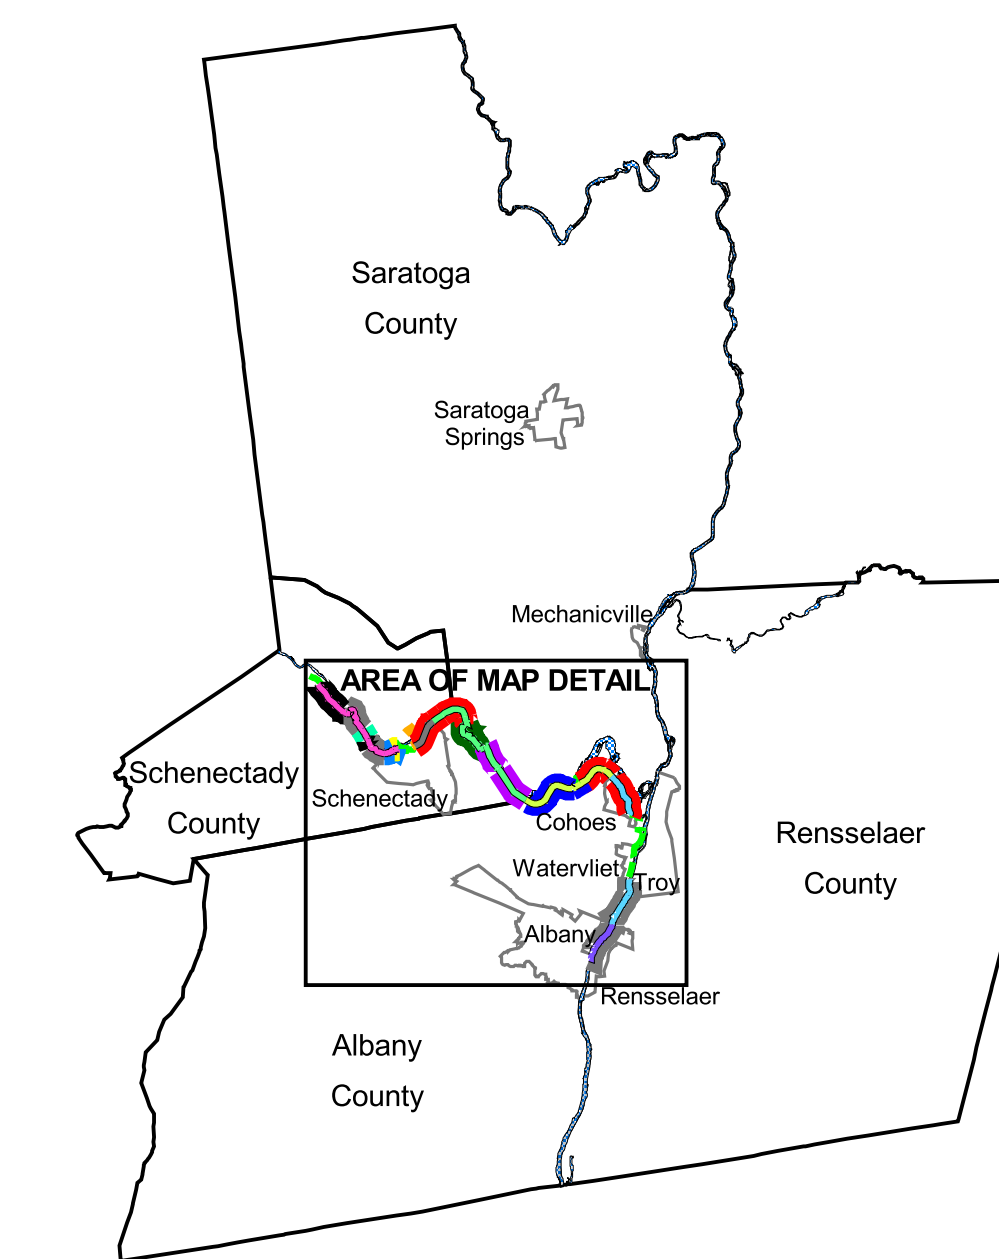 Saratoga
County
Saratoga
Springs
Mechanicville
AREA OF MAP DETAIL
Schenectady
County
Schenectady
Cohoes
Rensselaer
County
Watervliet
Troy
Albany
Rensselaer
Albany
County